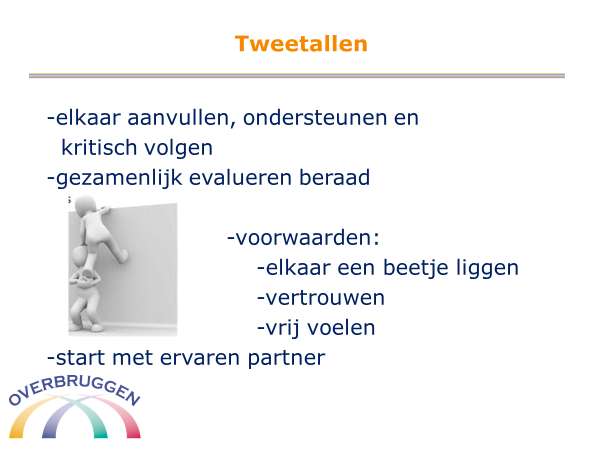 Tweetallen
-elkaar aanvullen, ondersteunen en
kritisch volgen
-gezamenlijk evalueren beraad
s
-voorwaarden:
-elkaar een beetje liggen
-vertrouwen
-vrij voelen
-start met ervaren partner
OVERBRUGGEN